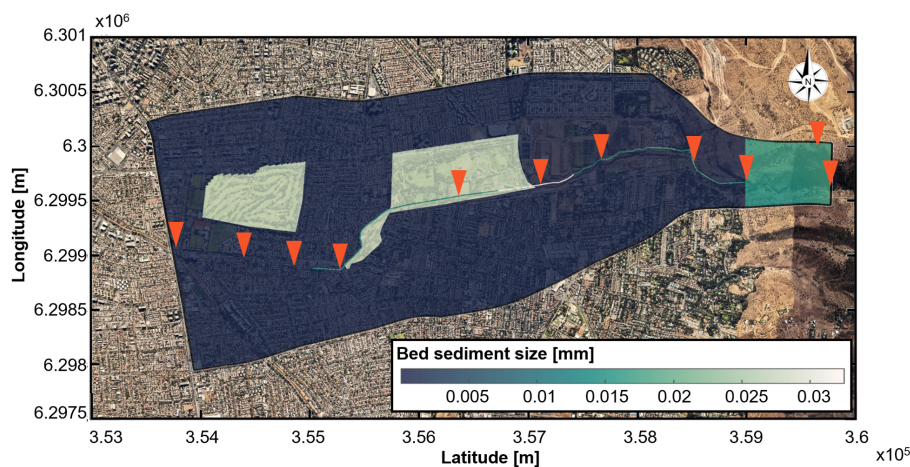 x10⁶
6.301
6.3005
6.3
6.2995
6.299
6.2985
6.298
6.2975
Longitude [m]
N
Bed sediment size [mm]
0.005 0.01 0.015 0.02 0.025 0.03
3.53 3.54 3.55 3.56 3.57 3.58 3.59 3.6
Latitude [m]
x10⁵